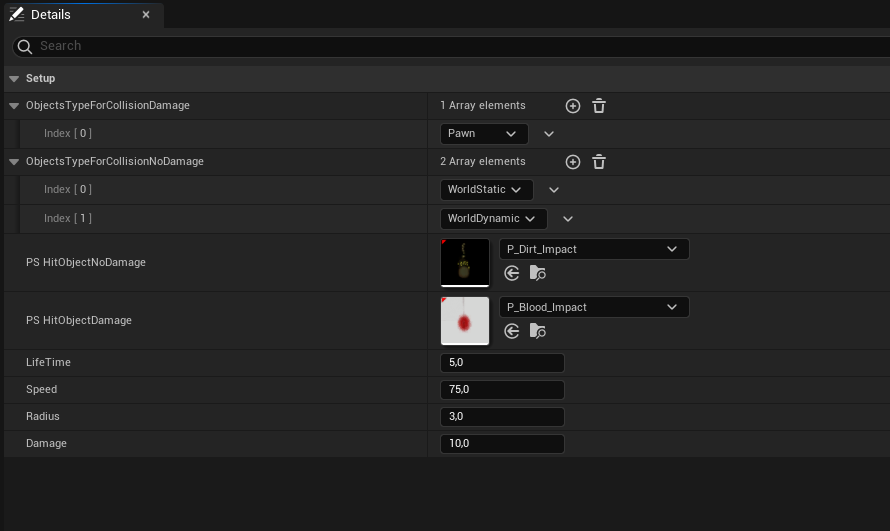 Details
Search
Setup
ObjectsTypeForCollisionDamage 1 Array elements
Index [ 0 ] Pawn
ObjectsTypeForCollisionNoDamage 2 Array elements
Index [ 0 ] WorldStatic
Index [ 1 ] WorldDynamic
PS HitObjectNoDamage P_Dirt_Impact
PS HitObjectDamage P_Blood_Impact
LifeTime 5,0
Speed 75,0
Radius 3,0
Damage 10,0